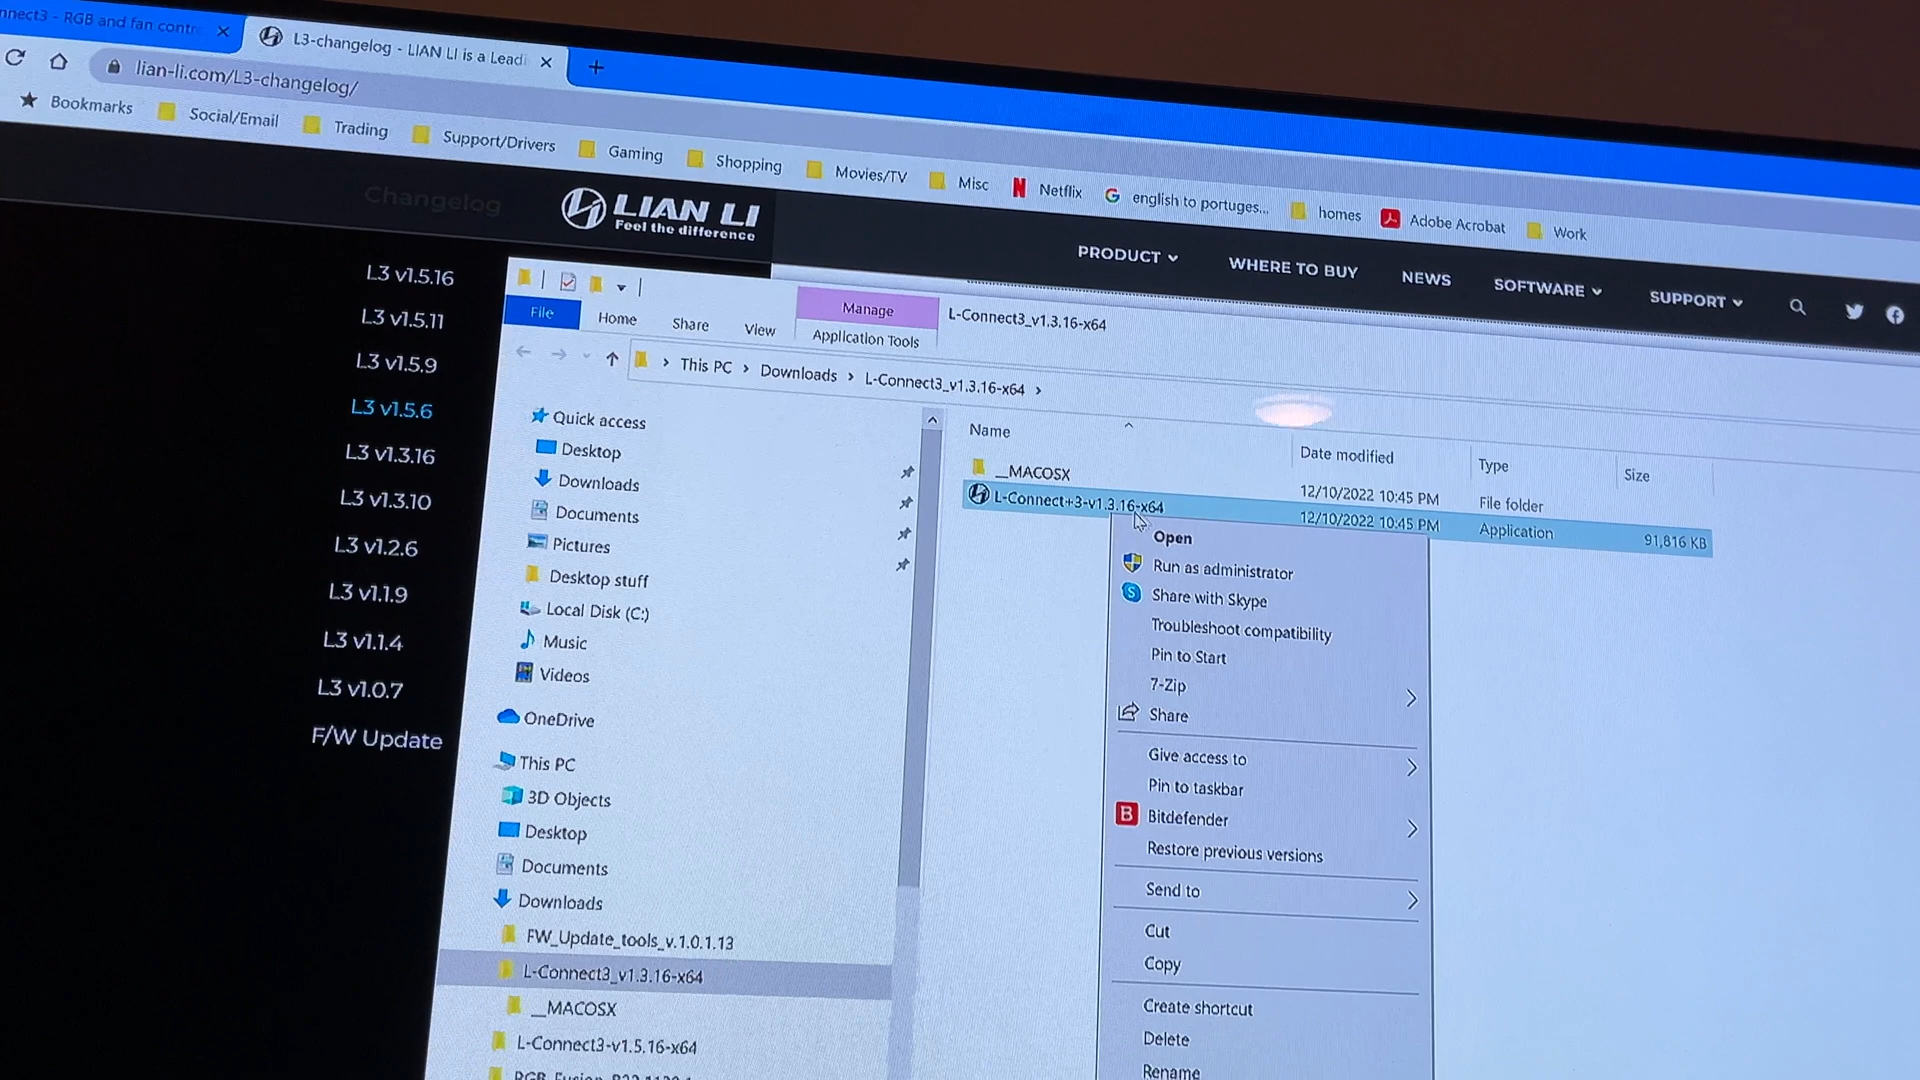 nnect3 - RGB and fan contr
L3-changelog - LIAN LI is a Leadi
lian-li.com/L3-changelog/
Bookmarks Social/Email Trading Support/Drivers Gaming Shopping Movies/TV Misc Netflix english to portuges... homes Adobe Acrobat Work
Changelog
LIAN LI
Feel the difference
PRODUCT WHERE TO BUY NEWS SOFTWARE SUPPORT
L3 v1.5.16
L3 v1.5.11
L3 v1.5.9
L3 v1.5.6
L3 v1.3.16
L3 v1.3.10
L3 v1.2.6
L3 v1.1.9
L3 v1.1.4
L3 v1.0.7
F/W Update
Manage L-Connect3_v1.3.16-x64
File Home Share View Application Tools
This PC Downloads L-Connect3_v1.3.16-x64
Quick access
Desktop
Downloads
Documents
Pictures
Desktop stuff
Local Disk (C:)
Music
Videos
OneDrive
This PC
3D Objects
Desktop
Documents
Downloads
FW_Update_tools_v.1.0.1.13
L-Connect3_v1.3.16-x64
__MACOSX
L-Connect3-v1.5.16-x64
Name Date modified Type Size
__MACOSX 12/10/2022 10:45 PM File folder
L-Connect+3-v1.3.16-x64 12/10/2022 10:45 PM Application 91,816 KB
Open
Run as administrator
Share with Skype
Troubleshoot compatibility
Pin to Start
7-Zip
Share
Give access to
Pin to taskbar
Bitdefender
Restore previous versions
Send to
Cut
Copy
Create shortcut
Delete
Rename